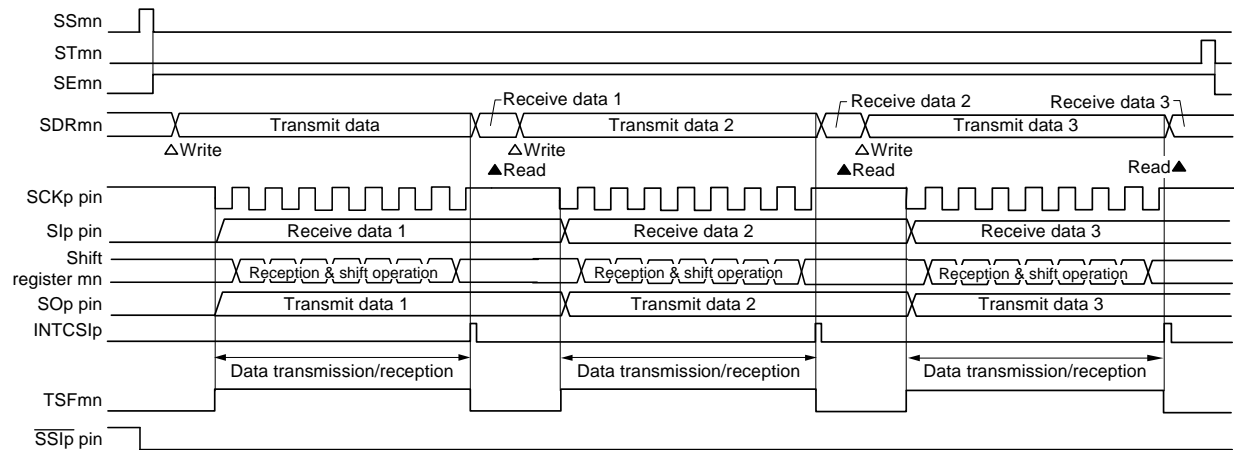 SSmn
STmn
SEmn
Receive data 1
Receive data 2
Receive data 3
SDRmn
Transmit data
Transmit data 2
Transmit data 3
△Write
△Write
△Write
▲Read
▲Read
Read▲
SCKp pin
SIp pin
Receive data 1
Receive data 2
Receive data 3
Shift
register mn
Reception & shift operation
Reception & shift operation
Reception & shift operation
SOp pin
Transmit data 1
Transmit data 2
Transmit data 3
INTCSIp
Data transmission/reception
Data transmission/reception
Data transmission/reception
TSFmn
SSIp pin